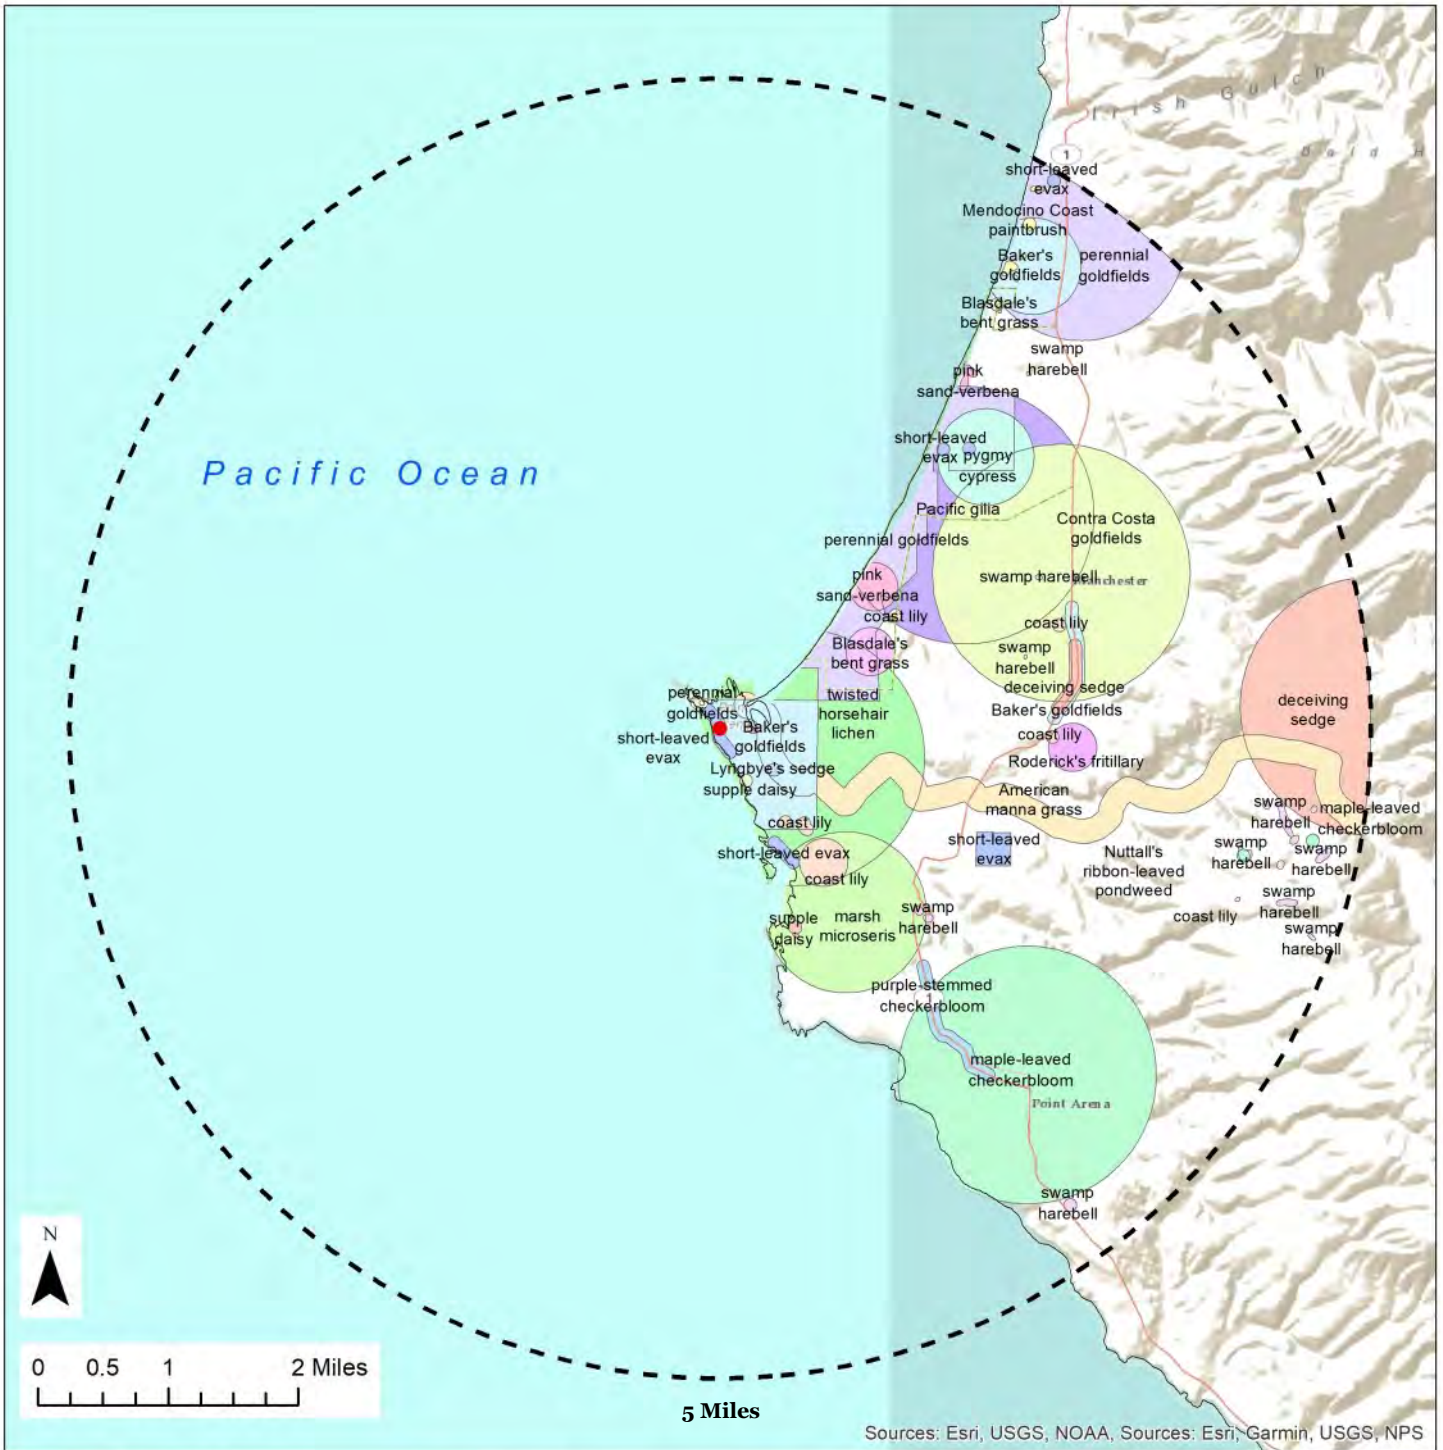 Irish Gulch
1
short-leaved
evax
Mendocino Coast
paintbrush
Baker's
goldfields
perennial
goldfields
Blasdale's
bent grass
swamp
harebell
pink
sand-verbena
short-leaved
evax
pygmy
cypress
Pacific Ocean
Pacific gilia
Contra Costa
goldfields
perennial goldfields
pink
sand-verbena
swamp harebell
Manchester
coast lily
coast lily
Blasdale's
bent grass
swamp
harebell
deceiving sedge
perennial
goldfields
twisted
horsehair
lichen
Baker's goldfields
deceiving
sedge
short-leaved
evax
Baker's
goldfields
coast lily
Roderick's fritillary
Lyngbye's sedge
supple daisy
American
manna grass
swamp
harebell
maple-leaved
checkerbloom
coast lily
short-leaved evax
short-leaved
evax
Nuttall's
ribbon-leaved
pondweed
swamp
harebell
swamp
harebell
coast lily
swamp
harebell
coast lily
supple
daisy
marsh
microseris
swamp
harebell
swamp
harebell
purple-stemmed
checkerbloom
1
maple-leaved
checkerbloom
Point Arena
swamp
harebell
N
0 0.5 1 2 Miles
5 Miles
Sources: Esri, USGS, NOAA, Sources: Esri, Garmin, USGS, NPS